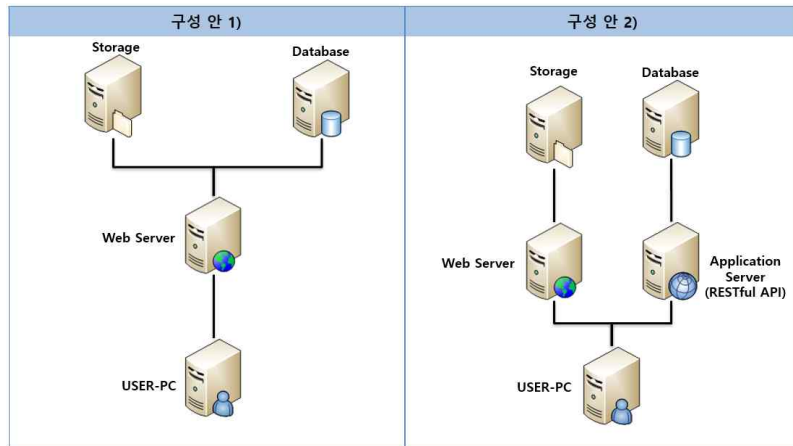 구성 안 1)
Storage
Database
Web Server
USER-PC
구성 안 2)
Storage
Database
Web Server
Application
Server
(RESTful API)
USER-PC